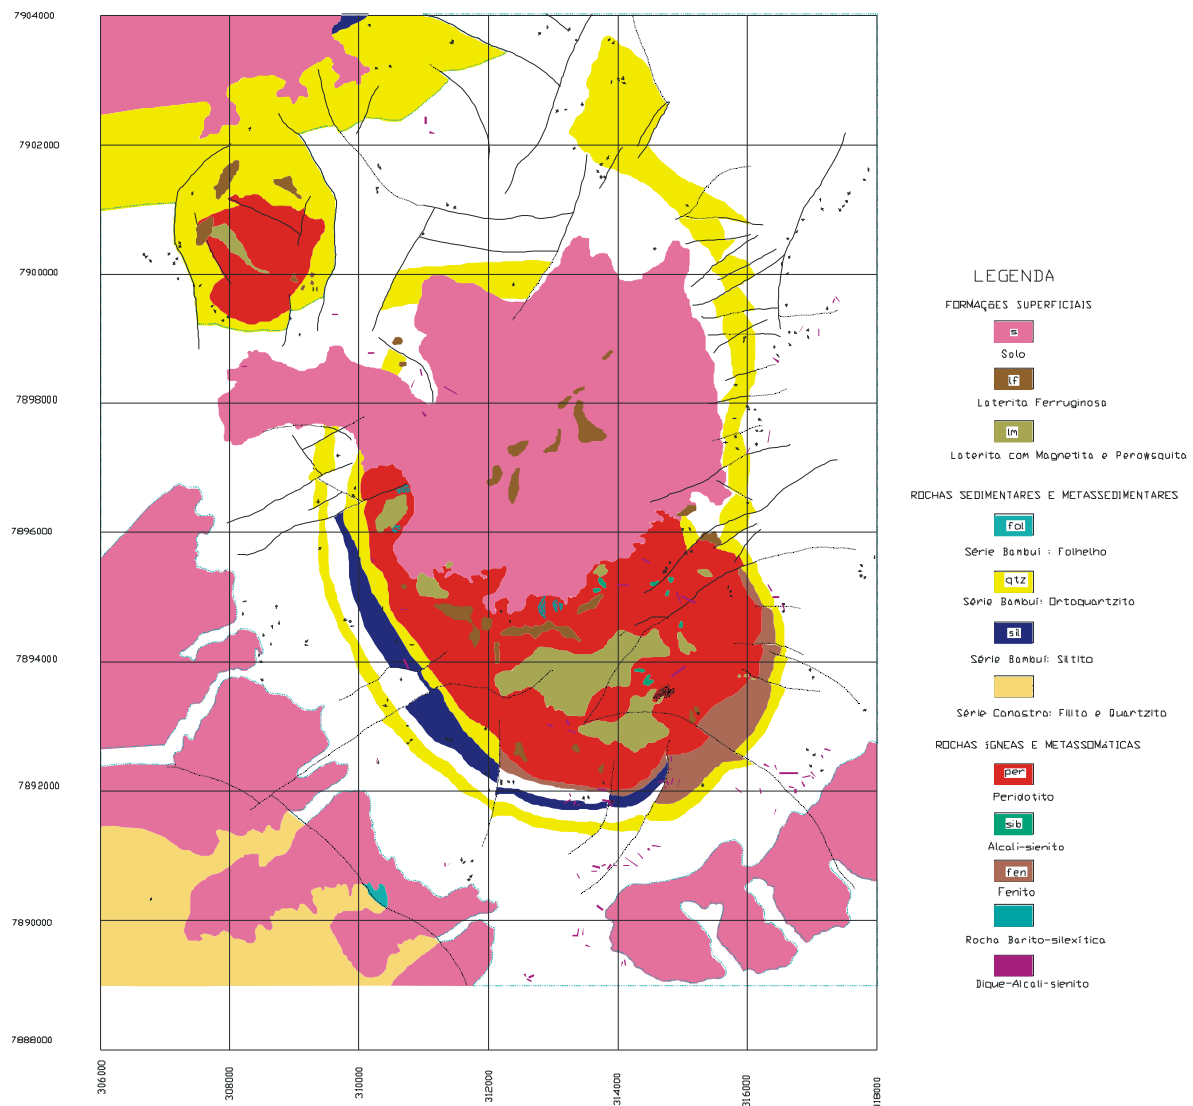 7904000
7902000
7900000
7898000
7896000
7894000
7892000
7890000
7888000
306000
308000
310000
312000
314000
316000
318000
LEGENDA
FORMAÇÕES SUPERFICIAIS
s
Solo
lf
Laterita Ferruginosa
lm
Laterita com Magnetita e Perowsquita
ROCHAS SEDIMENTARES E METASSEDIMENTARES
fol
Série Bambuí : Folhelho
qtz
Série Bambuí: Ortoquartzito
sil
Série Bambuí: Siltito
Série Canastra: Filito e Quartzito
ROCHAS ÍGNEAS E METASSOMÁTICAS
per
Peridotito
sib
Alcali-sienito
fen
Fenito
Rocha Barito-silexítica
Dique-Alcali-sienito